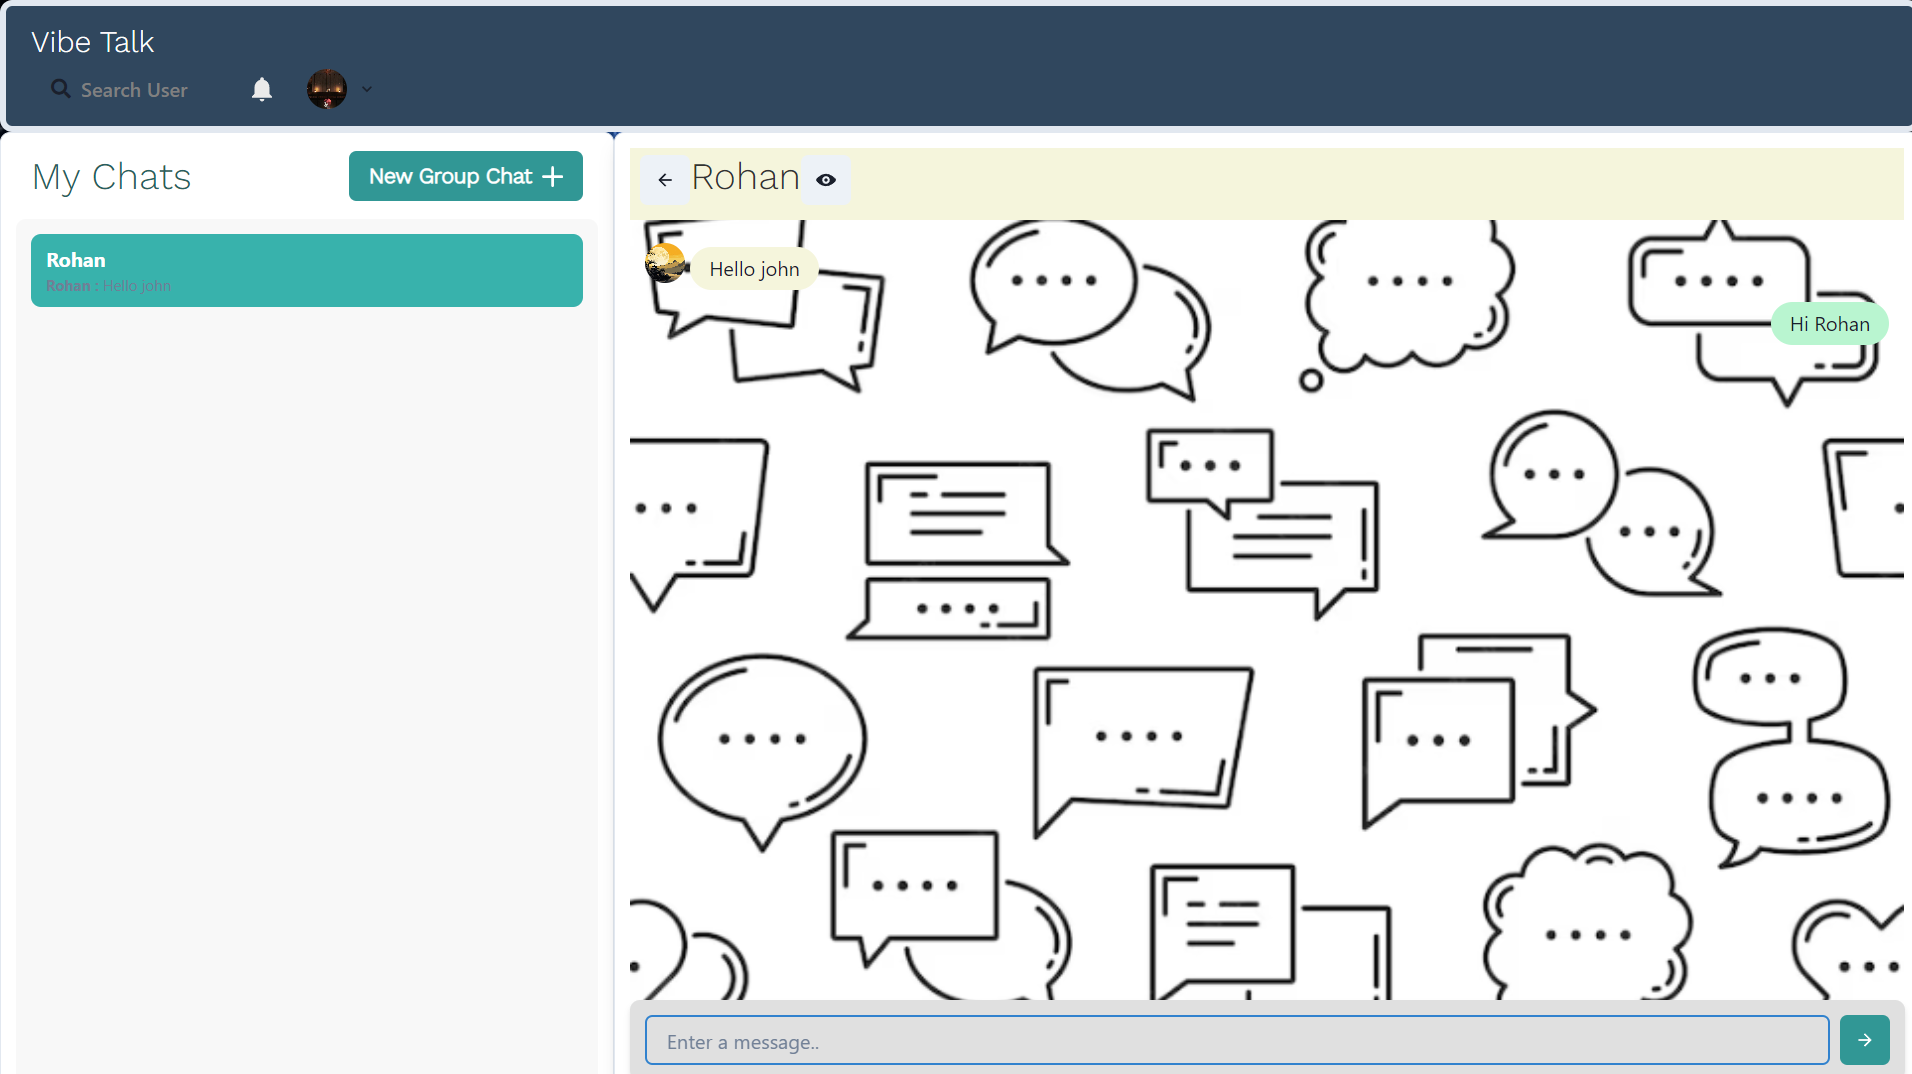 Vibe Talk
Search User
My Chats
New Group Chat
Rohan
Rohan : Hello john
Rohan
Hello john
Hi Rohan
Enter a message..